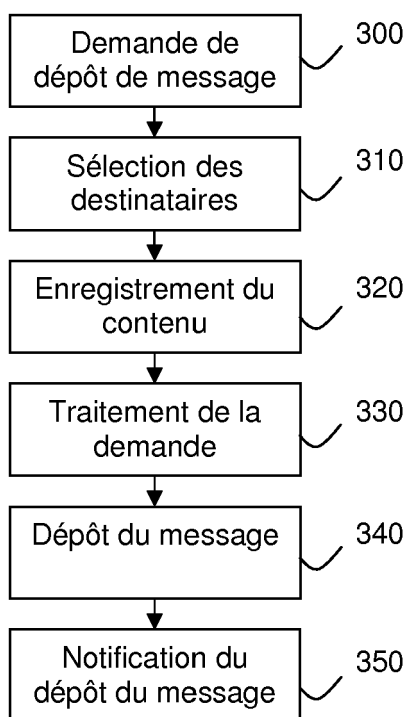 Demande de
dépôt de message
300
Sélection des
destinataires
310
Enregistrement du
contenu
320
Traitement de la
demande
330
Dépôt du message
340
Notification du
dépôt du message
350